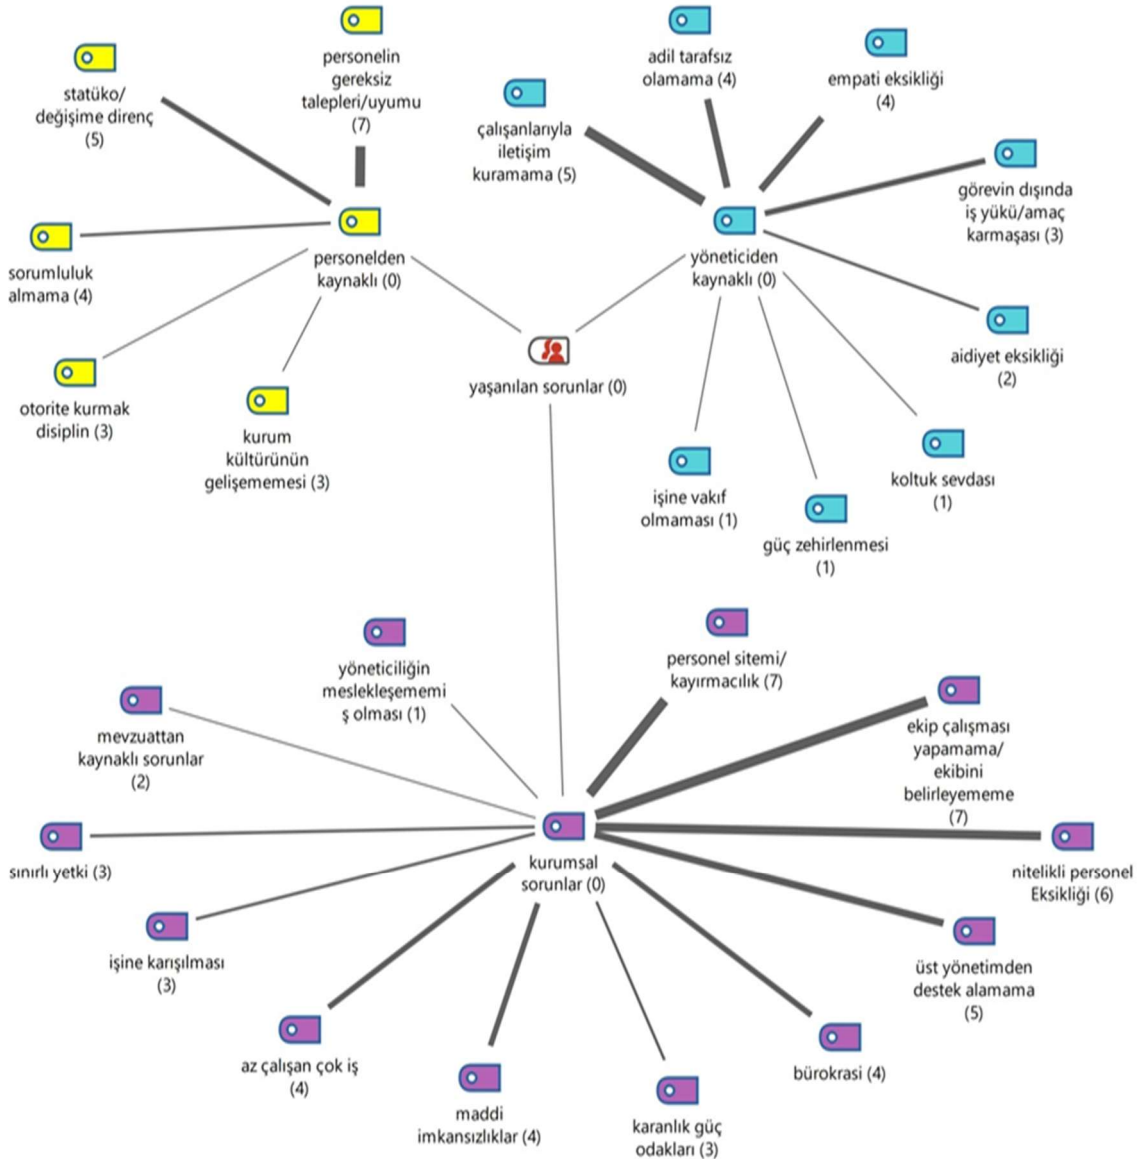 statüko/
değişime direnç
(5)
personelin
gereksiz
talepleri/uyumu
(7)
çalışanlarıyla
iletişim
kuramama (5)
adil tarafsız
olamama (4)
empati eksikliği
(4)
görevin dışında
iş yükü/amaç
karmaşası (3)
sorumluluk
almama (4)
personelden
kaynaklı (0)
yöneticiden
kaynaklı (0)
aidiyet eksikliği
(2)
yaşanılan sorunlar (0)
otorite kurmak
disiplin (3)
kurum
kültürünün
gelişememesi (3)
işine vakıf
olmaması (1)
güç zehirlenmesi
(1)
koltuk sevdası
(1)
yöneticiliğin
meslekleşememi
ş olması (1)
personel sitemi/
kayırmacılık (7)
mevzuattan
kaynaklı sorunlar
(2)
ekip çalışması
yapamama/
ekibini
belirleyememe
(7)
sınırlı yetki (3)
kurumsal
sorunlar (0)
nitelikli personel
Eksikliği (6)
işine karışılması
(3)
üst yönetimden
destek alamama
(5)
az çalışan çok iş
(4)
maddi
imkansızlıklar (4)
karanlık güç
odakları (3)
bürokrasi (4)